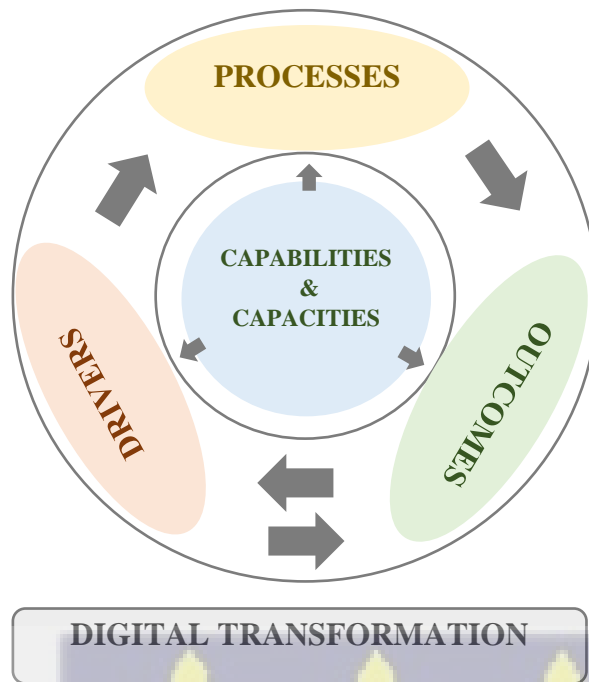 PROCESSES
CAPABILITIES
&
CAPACITIES
DRIVERS
OUTCOMES
DIGITAL TRANSFORMATION